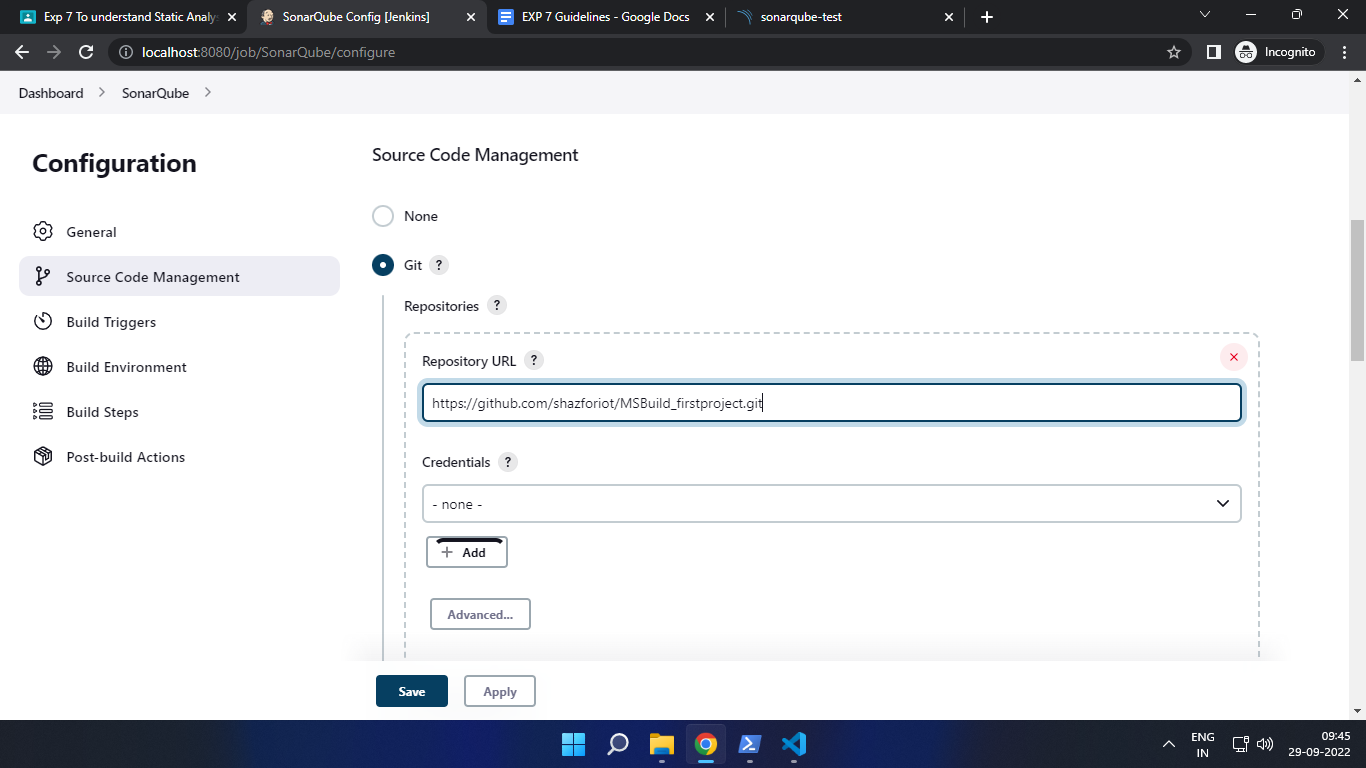 Exp 7 To understand Static Analys
SonarQube Config [Jenkins]
EXP 7 Guidelines - Google Docs
sonarqube-test
localhost:8080/job/SonarQube/configure
Incognito
Dashboard
SonarQube
Configuration
General
Source Code Management
Build Triggers
Build Environment
Build Steps
Post-build Actions
Source Code Management
None
Git ?
Repositories ?
Repository URL ?
https://github.com/shazforiot/MSBuild_firstproject.git
Credentials ?
- none -
+ Add
Advanced...
Save
Apply
ENG
IN
09:45
29-09-2022